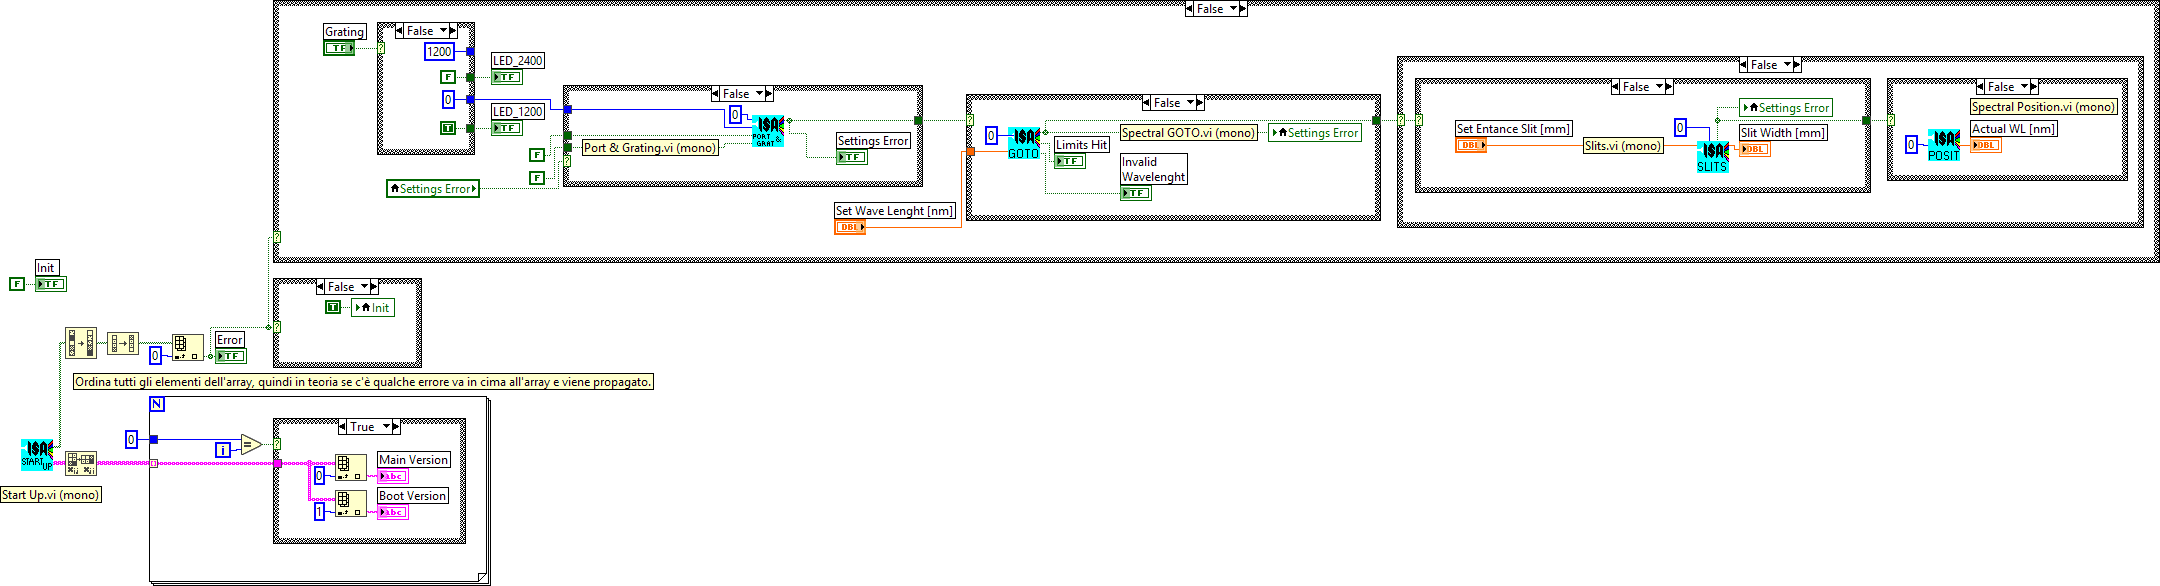 False
Grating
TF
False
1200
F
LED_2400
TF
0
LED_1200
T
TF
False
0
ISA
PORT
&
GRAT
Port & Grating.vi (mono)
F
F
Settings Error
TF
Settings Error
Set Wave Lenght [nm]
DBL
False
0
ISA
GOTO
Spectral GOTO.vi (mono)
Settings Error
Limits Hit
TF
Invalid
Wavelenght
TF
False
False
Settings Error
Set Entance Slit [mm]
DBL
Slits.vi (mono)
0
ISA
SLITS
Slit Width [mm]
DBL
False
Spectral Position.vi (mono)
0
ISA
POSIT
Actual WL [nm]
DBL
Init
F
TF
False
T
Init
0
Error
TF
Ordina tutti gli elementi dell'array, quindi in teoria se c'è qualche errore va in cima all'array e viene propagato.
N
0
i
=
True
ISA
START
UP
Start Up.vi (mono)
Main Version
0
abc
Boot Version
1
abc